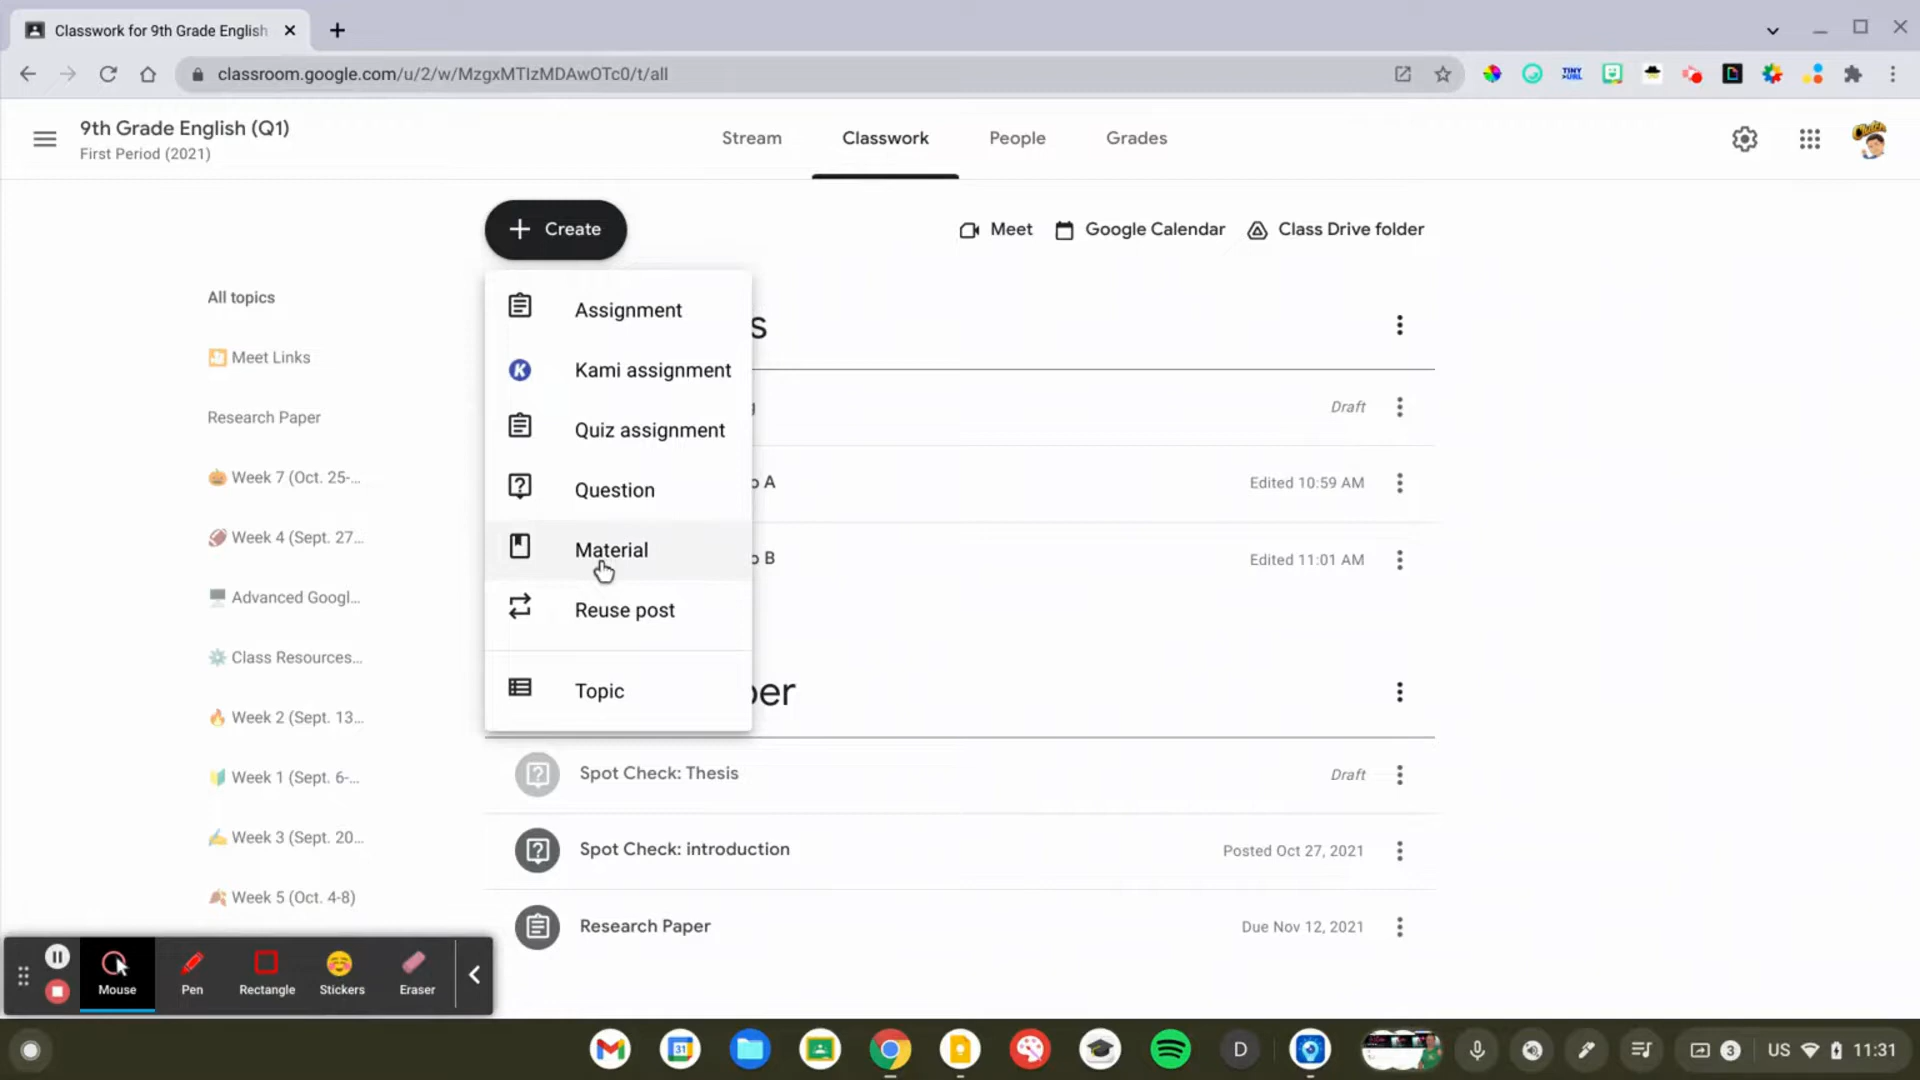 Classwork for 9th Grade English
classroom.google.com/u/2/w/MzgxMTIzMDAwOTc0/t/all
TINY
URL
9th Grade English (Q1)
First Period (2021)
Stream
Classwork
People
Grades
Create
Meet
Google Calendar
Class Drive folder
All topics
Meet Links
Research Paper
Week 7 (Oct. 25-...
Week 4 (Sept. 27...
Advanced Googl...
Class Resources...
Week 2 (Sept. 13...
Week 1 (Sept. 6-...
Week 3 (Sept. 20...
Week 5 (Oct. 4-8)
Assignment
Kami assignment
Quiz assignment
Question
Material
Reuse post
Topic
s
Draft
A
Edited 10:59 AM
B
Edited 11:01 AM
per
Spot Check: Thesis
Draft
Spot Check: introduction
Posted Oct 27, 2021
Research Paper
Due Nov 12, 2021
Mouse
Pen
Rectangle
Stickers
Eraser
31
D
3
US
11:31